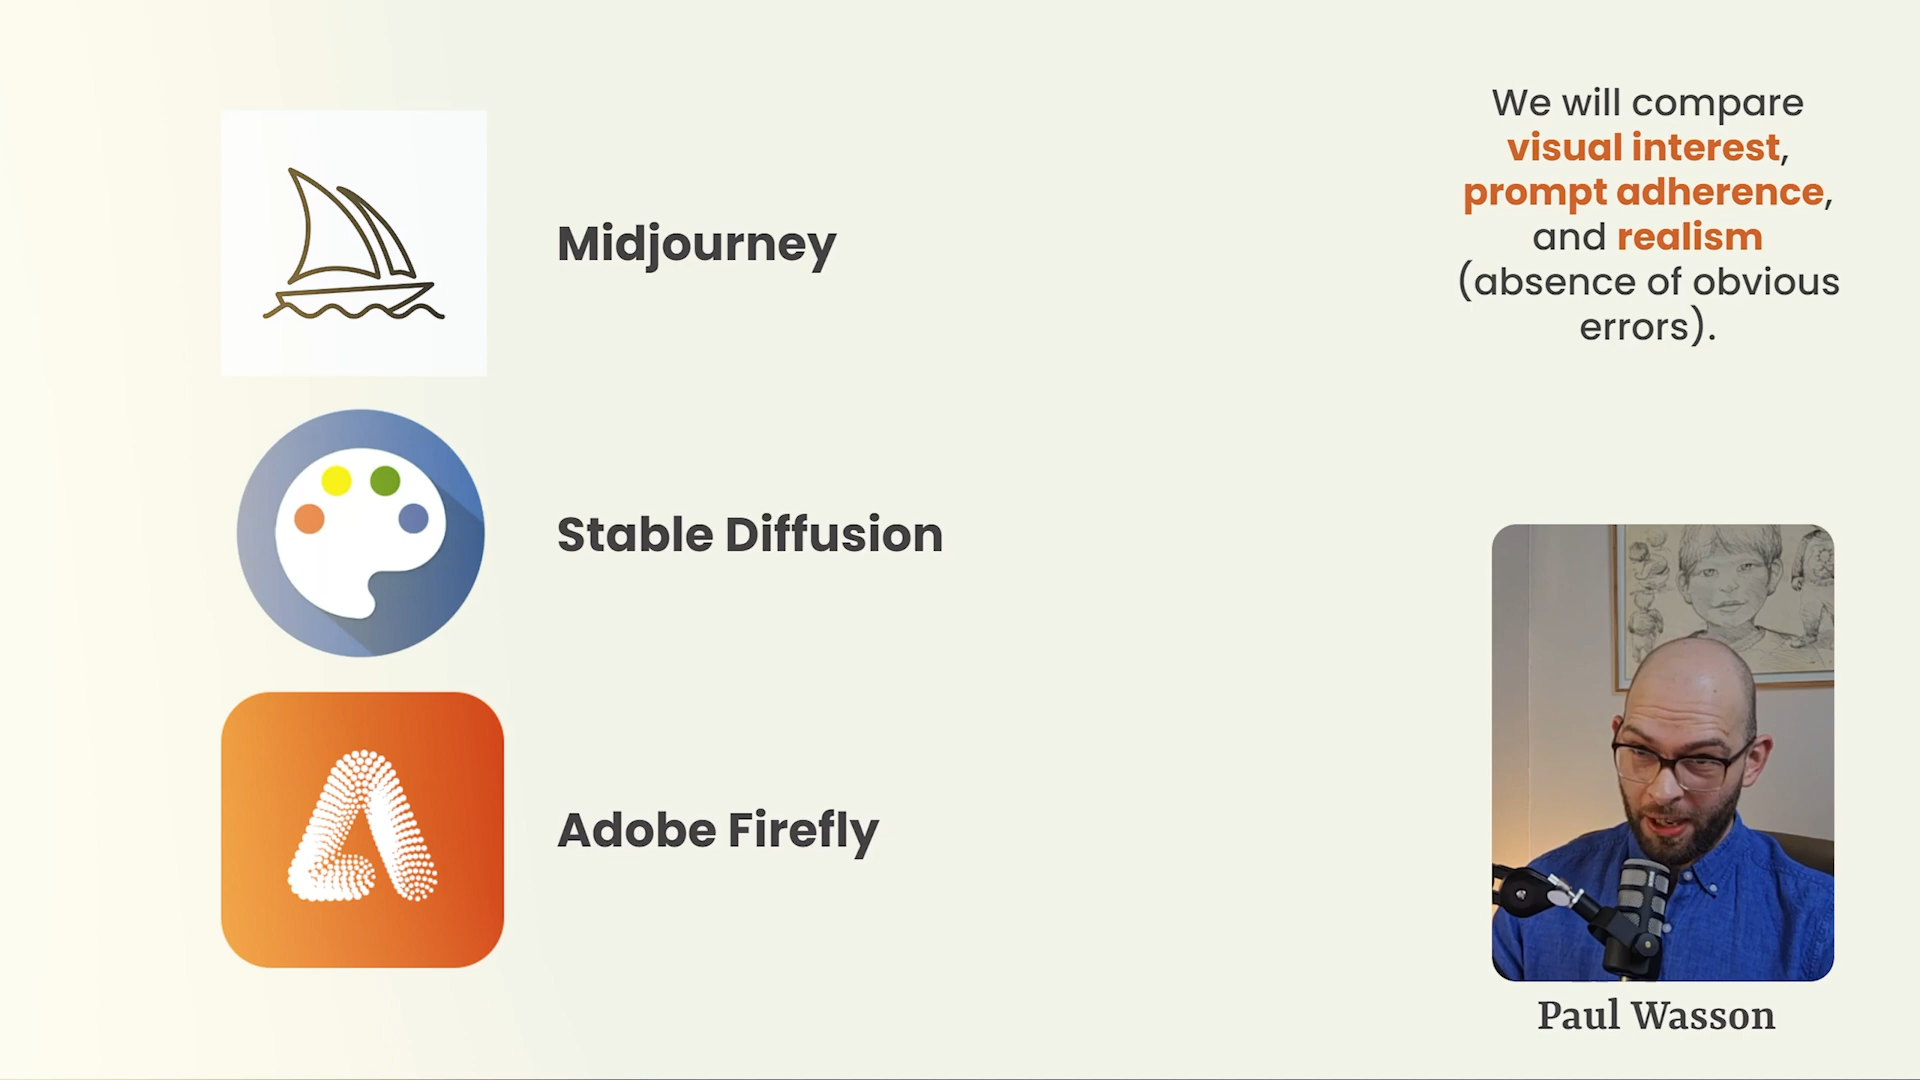 Midjourney
Stable Diffusion
Adobe Firefly
We will compare
visual interest,
prompt adherence,
and realism
(absence of obvious
errors).
Paul Wasson